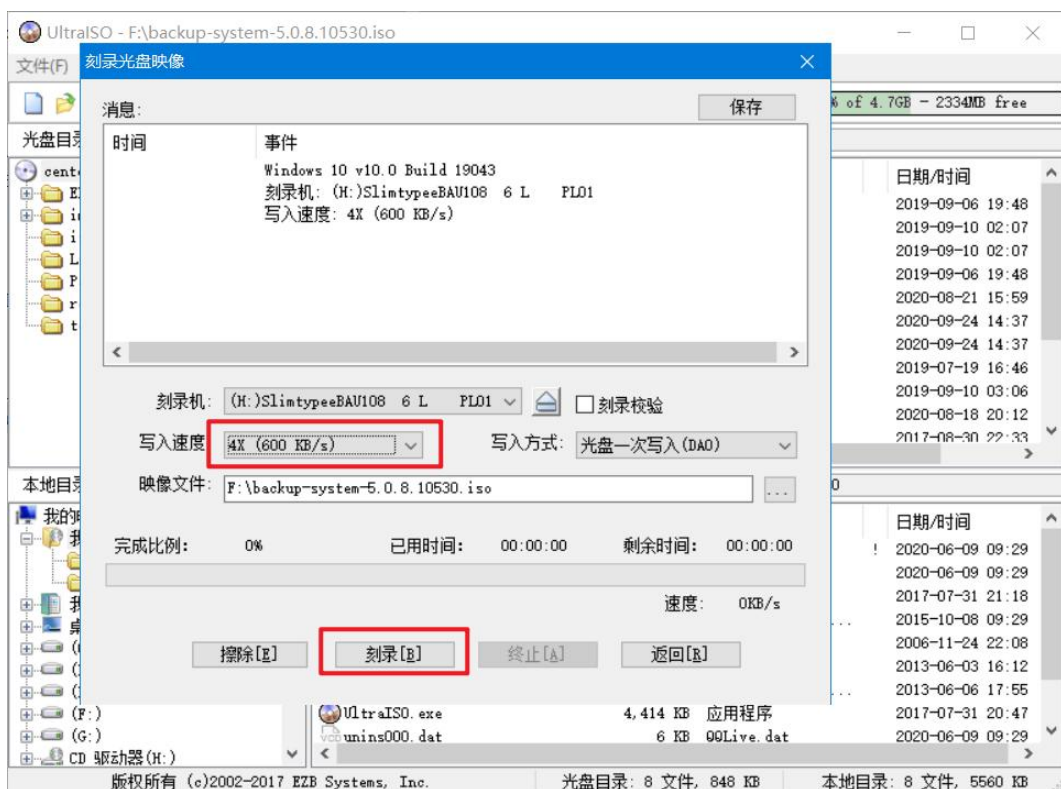 UltraISO - F:\backup-system-5.0.8.10530.iso
文件(F)
刻录光盘映像
% of 4.7GB - 2334MB free
消息:
保存
时间 事件
Windows 10 v10.0 Build 19043
刻录机: (H:)SlimtypeeBAU108 6 L PL01
写入速度: 4X (600 KB/s)
光盘目录
日期/时间
2019-09-06 19:48
2019-09-10 02:07
2019-09-10 02:07
2019-09-06 19:48
2020-08-21 15:59
2020-09-24 14:37
2020-09-24 14:37
2019-07-19 16:46
2019-09-10 03:06
2020-08-18 20:12
2017-08-30 22:33
刻录机: (H:)SlimtypeeBAU108 6 L PL01 刻录校验
写入速度 4X (600 KB/s) 写入方式: 光盘一次写入(DAO)
映像文件: F:\backup-system-5.0.8.10530.iso ...
完成比例: 0% 已用时间: 00:00:00 剩余时间: 00:00:00
速度: 0KB/s
擦除[E] 刻录[B] 终止[A] 返回[R]
本地目录
日期/时间
! 2020-06-09 09:29
2020-06-09 09:29
2017-07-31 21:18
2015-10-08 09:29
2006-11-24 22:08
2013-06-03 16:12
2013-06-06 17:55
(F:) UltraISO.exe 4,414 KB 应用程序 2017-07-31 20:47
(G:) unins000.dat 6 KB QQLive.dat 2020-06-09 09:29
CD 驱动器(H:)
版权所有 (c)2002-2017 EZB Systems, Inc. 光盘目录: 8 文件, 848 KB 本地目录: 8 文件, 5560 KB